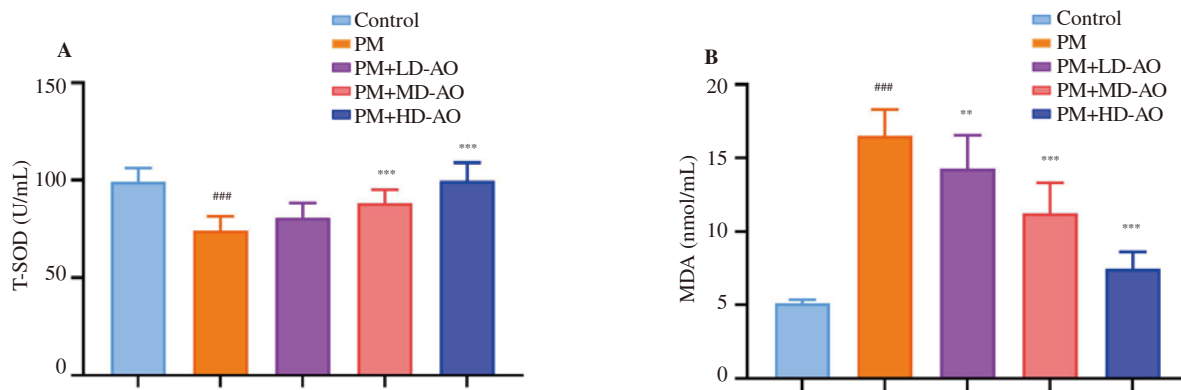 A
Control
PM
PM+LD-AO
PM+MD-AO
PM+HD-AO
T-SOD (U/mL)
150
100
50
0
###
***
***
B
Control
PM
PM+LD-AO
PM+MD-AO
PM+HD-AO
MDA (nmol/mL)
20
15
10
5
0
###
**
***
***